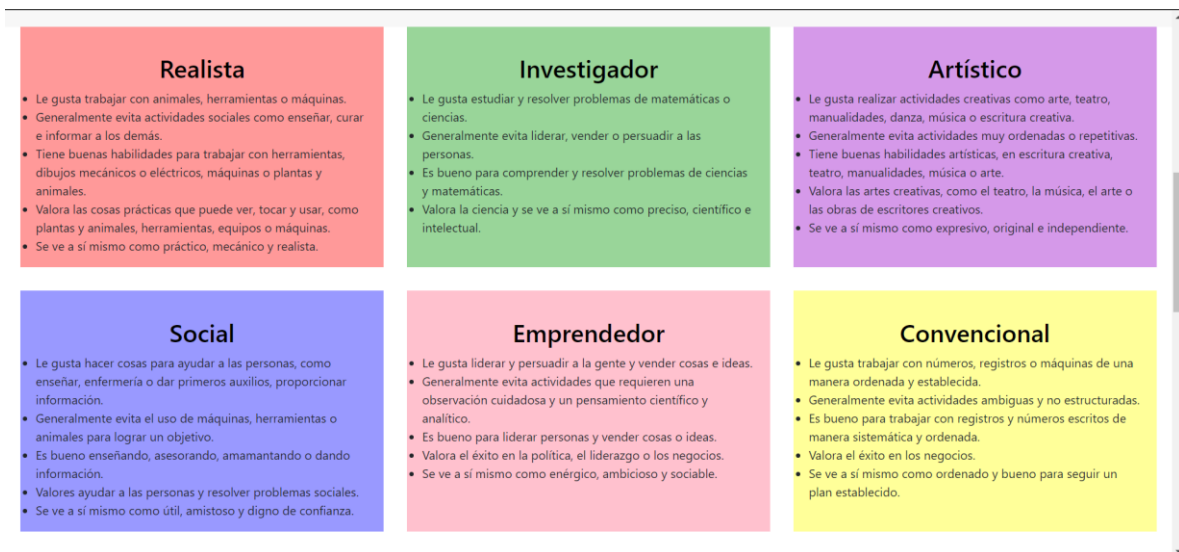 Realista
• Le gusta trabajar con animales, herramientas o máquinas.
• Generalmente evita actividades sociales como enseñar, curar
e informar a los demás.
• Tiene buenas habilidades para trabajar con herramientas,
dibujos mecánicos o eléctricos, máquinas o plantas y
animales.
• Valora las cosas prácticas que puede ver, tocar y usar, como
plantas y animales, herramientas, equipos o máquinas.
• Se ve a sí mismo como práctico, mecánico y realista.
Investigador
• Le gusta estudiar y resolver problemas de matemáticas o
ciencias.
• Generalmente evita liderar, vender o persuadir a las
personas.
• Es bueno para comprender y resolver problemas de ciencias
y matemáticas.
• Valora la ciencia y se ve a sí mismo como preciso, científico e
intelectual.
Artístico
• Le gusta realizar actividades creativas como arte, teatro,
manualidades, danza, música o escritura creativa.
• Generalmente evita actividades muy ordenadas o repetitivas.
• Tiene buenas habilidades artísticas, en escritura creativa,
teatro, manualidades, música o arte.
• Valora las artes creativas, como el teatro, la música, el arte o
las obras de escritores creativos.
• Se ve a sí mismo como expresivo, original e independiente.
Social
• Le gusta hacer cosas para ayudar a las personas, como
enseñar, enfermería o dar primeros auxilios, proporcionar
información.
• Generalmente evita el uso de máquinas, herramientas o
animales para lograr un objetivo.
• Es bueno enseñando, asesorando, amamantando o dando
información.
• Valores ayudar a las personas y resolver problemas sociales.
• Se ve a sí mismo como útil, amistoso y digno de confianza.
Emprendedor
• Le gusta liderar y persuadir a la gente y vender cosas e ideas.
• Generalmente evita actividades que requieren una
observación cuidadosa y un pensamiento científico y
analítico.
• Es bueno para liderar personas y vender cosas o ideas.
• Valora el éxito en la política, el liderazgo o los negocios.
• Se ve a sí mismo como enérgico, ambicioso y sociable.
Convencional
• Le gusta trabajar con números, registros o máquinas de una
manera ordenada y establecida.
• Generalmente evita actividades ambiguas y no estructuradas.
• Es bueno para trabajar con registros y números escritos de
manera sistemática y ordenada.
• Valora el éxito en los negocios.
• Se ve a sí mismo como ordenado y bueno para seguir un
plan establecido.